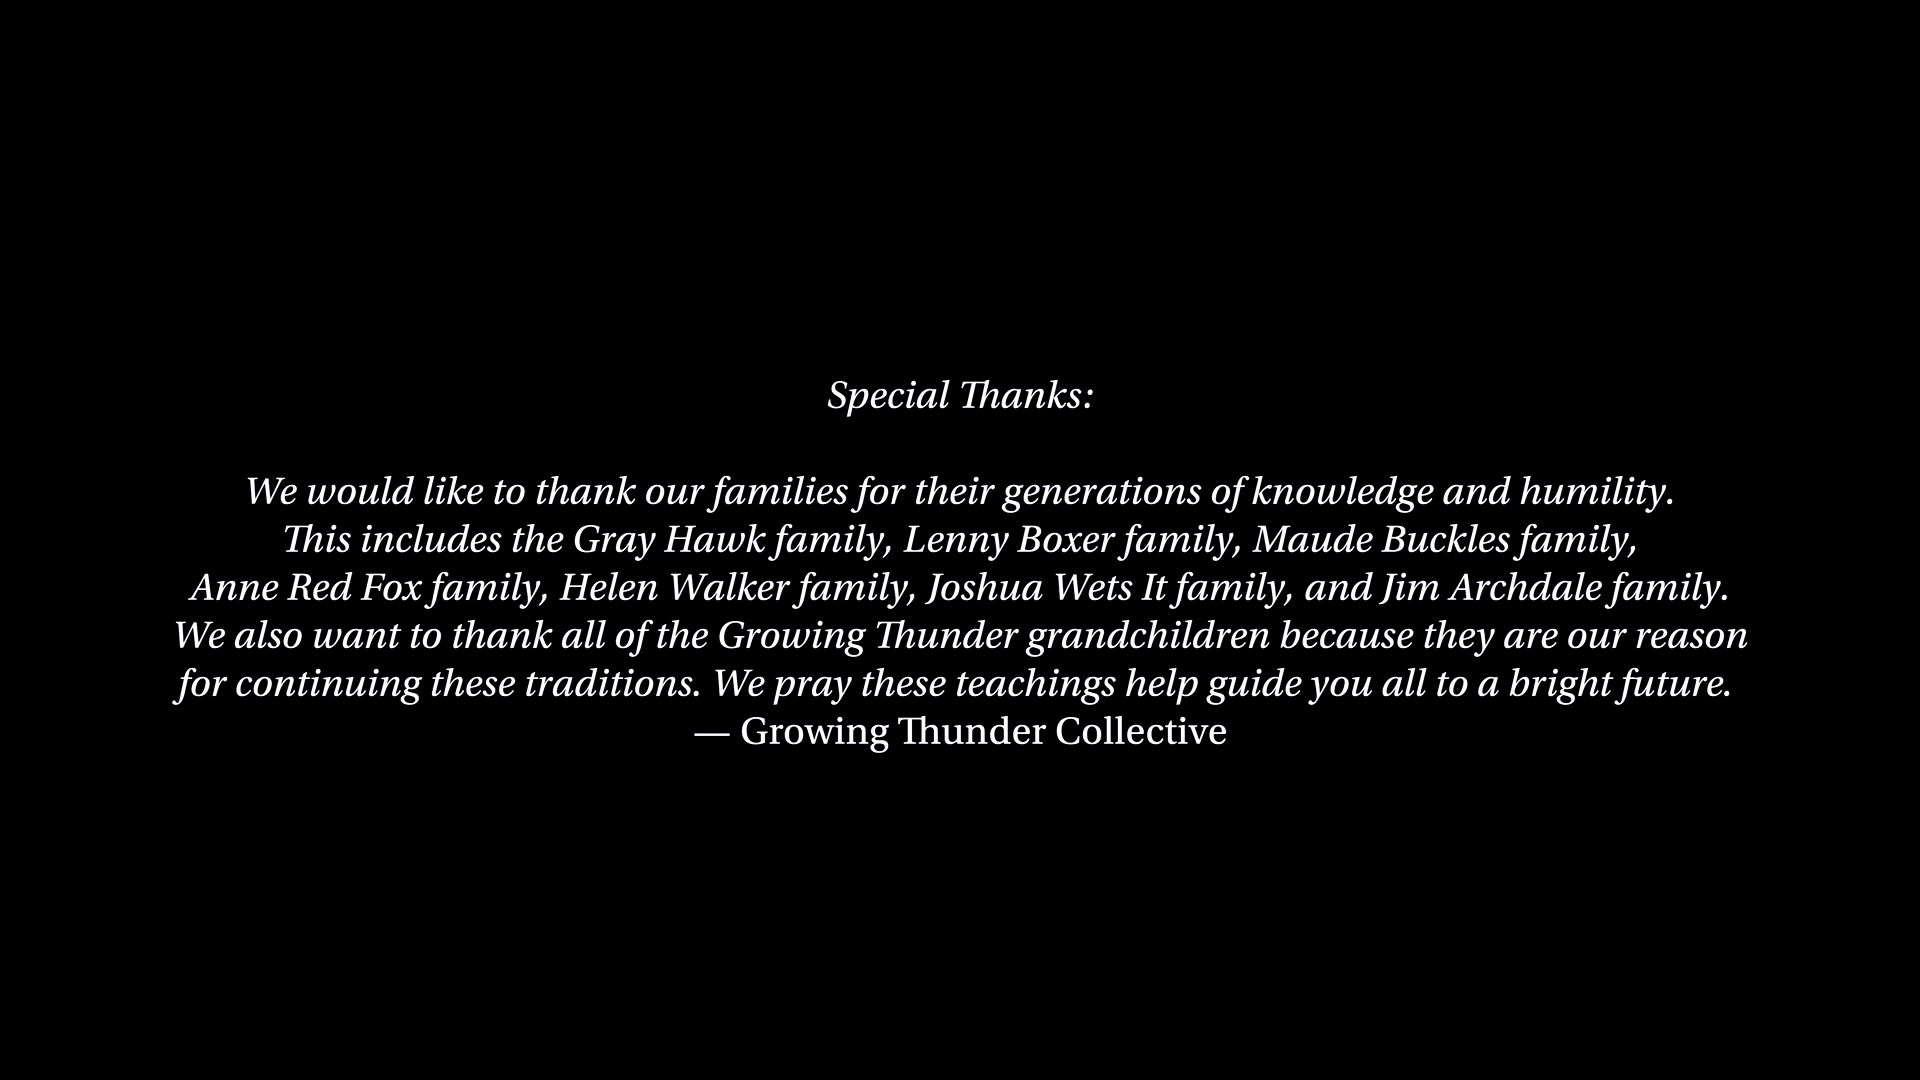 Special Thanks:
We would like to thank our families for their generations of knowledge and humility.
This includes the Gray Hawk family, Lenny Boxer family, Maude Buckles family,
Anne Red Fox family, Helen Walker family, Joshua Wets It family, and Jim Archdale family.
We also want to thank all of the Growing Thunder grandchildren because they are our reason
for continuing these traditions. We pray these teachings help guide you all to a bright future.
— Growing Thunder Collective